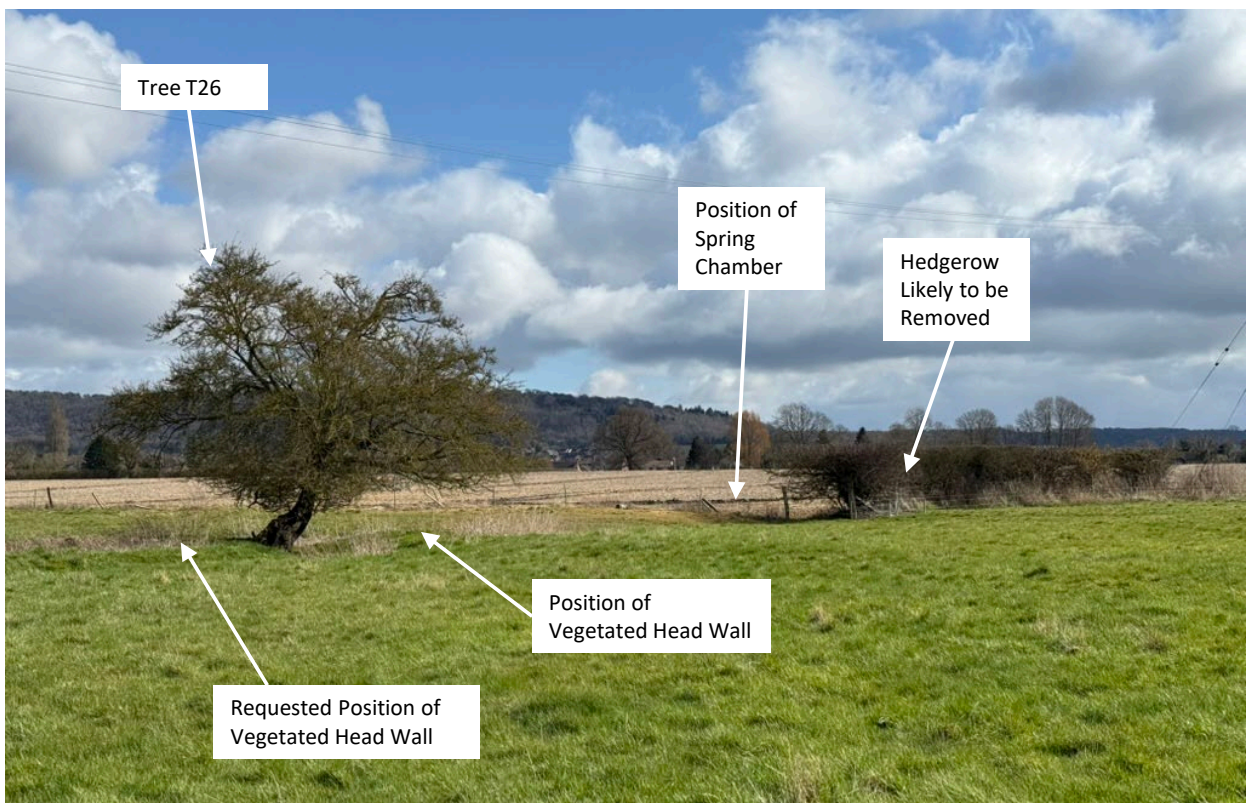 Tree T26
Position of
Spring
Chamber
Hedgerow
Likely to be
Removed
Position of
Vegetated Head Wall
Requested Position of
Vegetated Head Wall